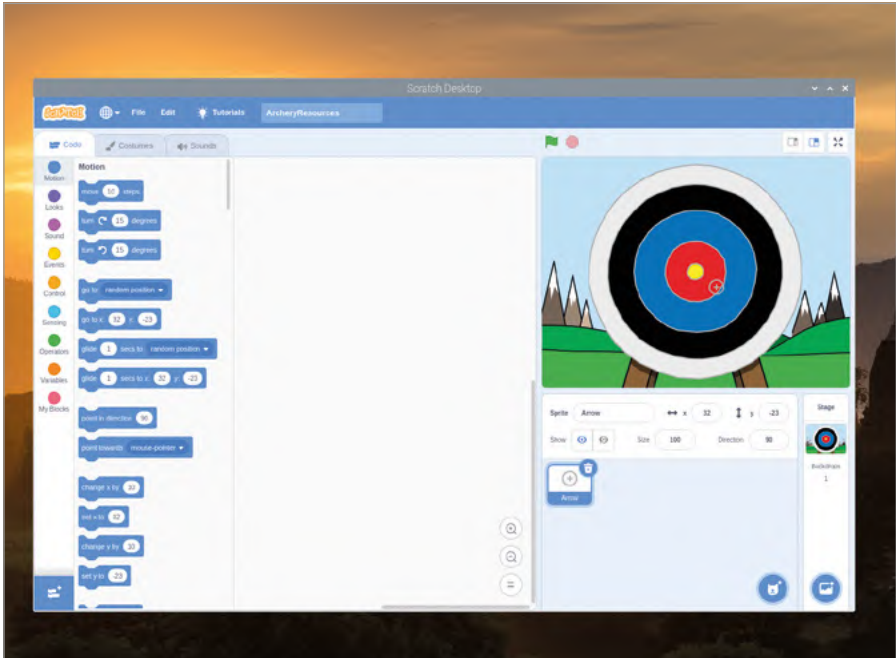 Scratch Desktop
SCRATCH File Edit Tutorials ArcheryResources
Code Costumes Sounds
Motion
Looks
Sound
Events
Control
Sensing
Operators
Variables
My Blocks
Motion
move 10 steps
turn 15 degrees
turn 15 degrees
go to random position
go to x: 32 y: -23
glide 1 secs to random position
glide 1 secs to x: 32 y: -23
point in direction 90
point towards mouse-pointer
change x by 10
set x to 32
change y by 10
set y to -23
Sprite Arrow x 32 y -23
Show Size 100 Direction 90
Arrow
Stage
Backdrops
1